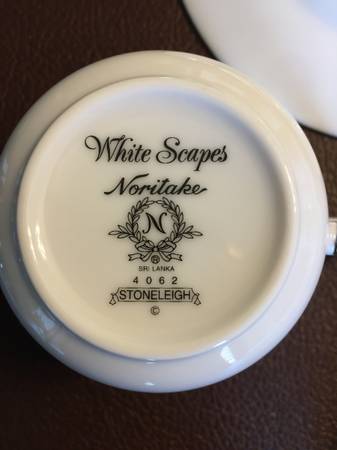 White Scapes
Noritake
N
®
SRI LANKA
4062
STONELEIGH
©